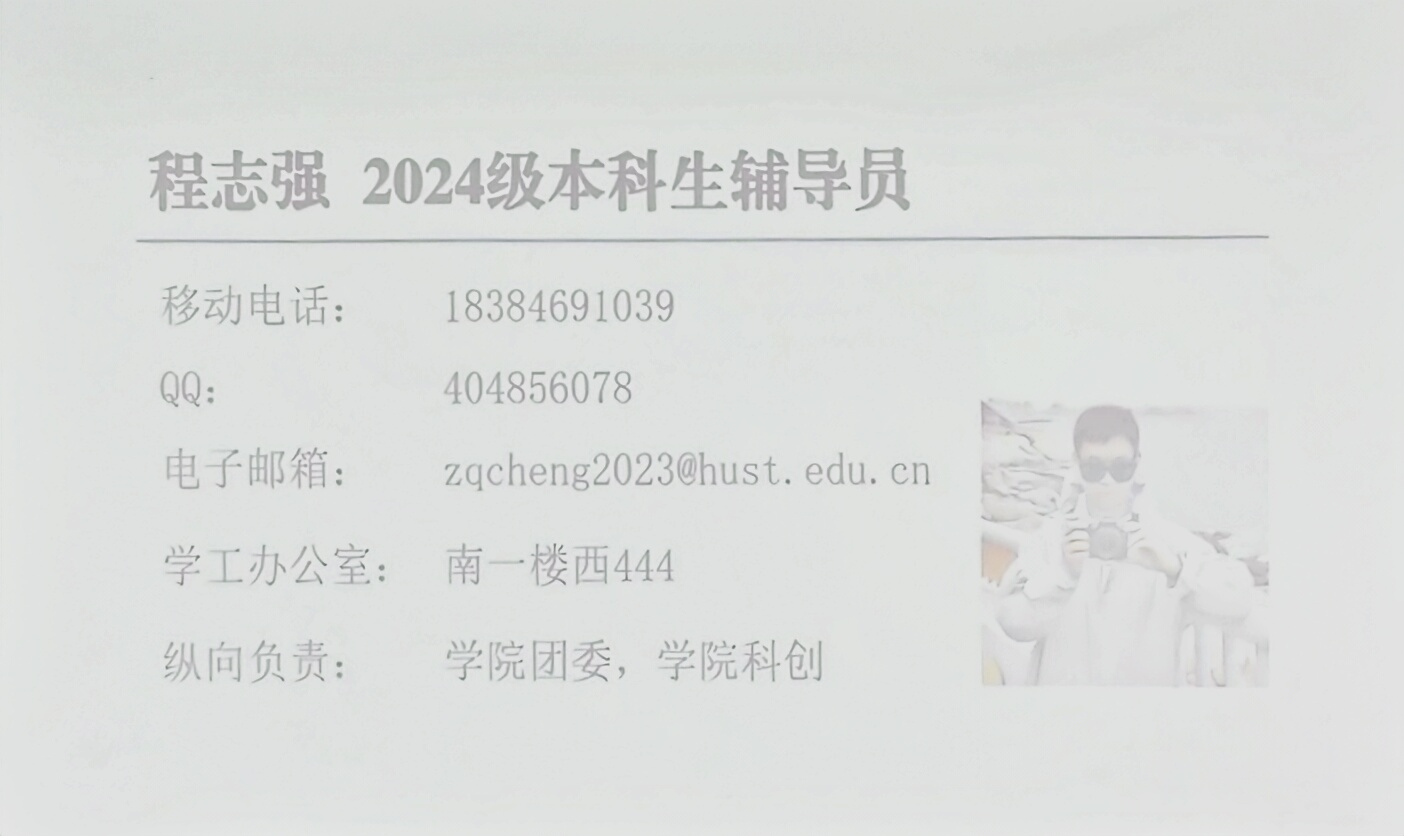 程志强 2024级本科生辅导员
移动电话： 18384691039
QQ： 404856078
电子邮箱： zqcheng2023@hust.edu.cn
学工办公室： 南一楼西444
纵向负责： 学院团委，学院科创